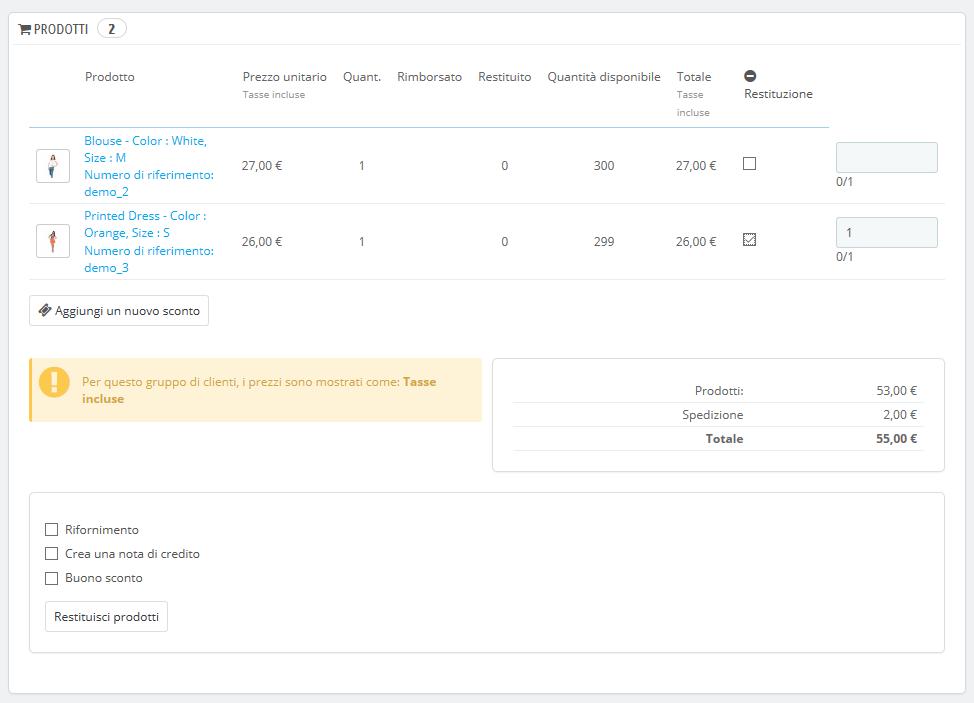 PRODOTTI 2
Prodotto Prezzo unitario Quant. Rimborsato Restituito Quantità disponibile Totale
Tasse incluse Tasse incluse Restituzione
Blouse - Color : White,
Size : M
Numero di riferimento:
demo_2
27,00 € 1 0 300 27,00 €
0/1
Printed Dress - Color :
Orange, Size : S
Numero di riferimento:
demo_3
26,00 € 1 0 299 26,00 € 1
0/1
Aggiungi un nuovo sconto
Per questo gruppo di clienti, i prezzi sono mostrati come: Tasse
incluse
Prodotti: 53,00 €
Spedizione 2,00 €
Totale 55,00 €
Rifornimento
Crea una nota di credito
Buono sconto
Restituisci prodotti